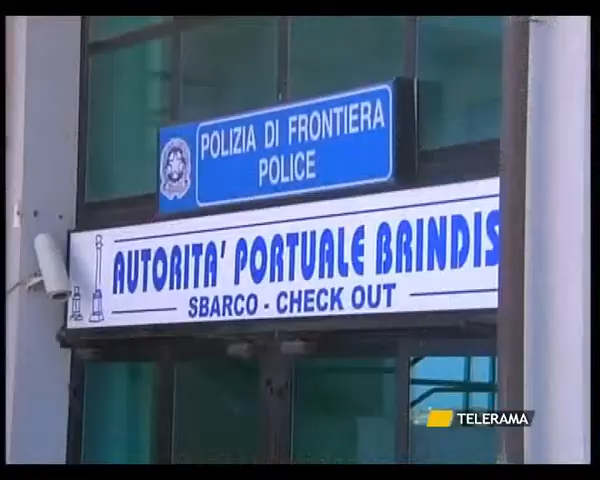 POLIZIA DI FRONTIERA
POLICE
AUTORITA' PORTUALE BRINDIS
SBARCO - CHECK OUT
TELERAMA